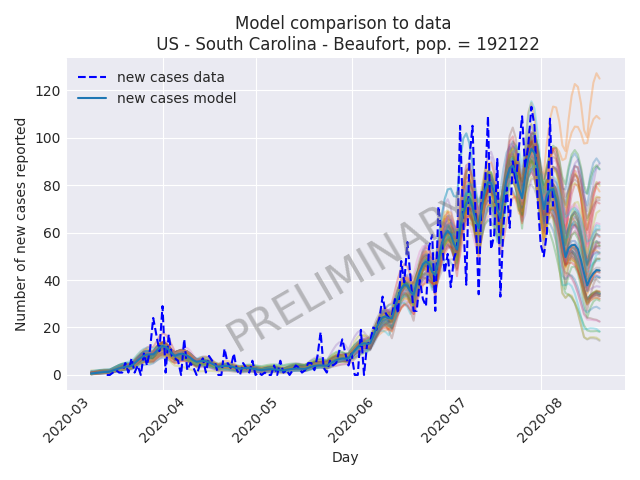 Model comparison to data
US - South Carolina - Beaufort, pop. = 192122
new cases data
new cases model
Number of new cases reported
120
100
80
60
40
20
0
PRELIMINARY
2020-03
2020-04
2020-05
2020-06
2020-07
2020-08
Day